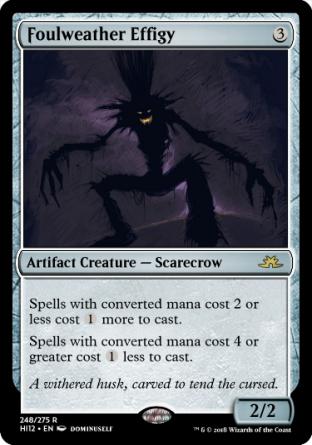 Foulweather Effigy 3
Artifact Creature — Scarecrow
Spells with converted mana cost 2 or
less cost 1 more to cast.
Spells with converted mana cost 4 or
greater cost 1 less to cast.
A withered husk, carved to tend the cursed.
2/2
248/275 R
HI12 • EN DOMINUSELF
™ & © 2018 Wizards of the Coast